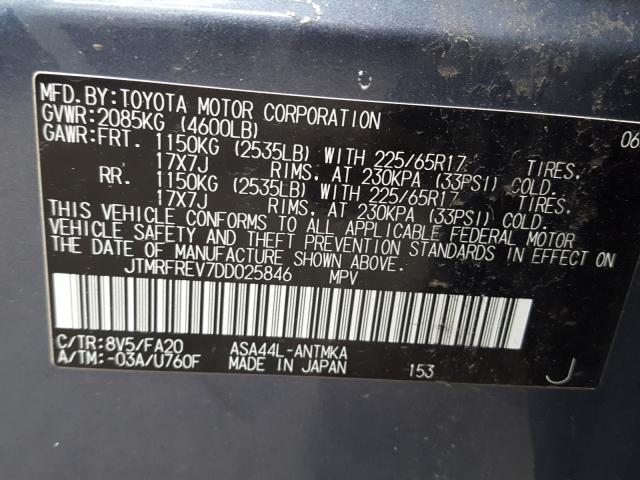 MFD.BY:TOYOTA MOTOR CORPORATION 06
GVWR:2085KG (4600LB)
GAWR:FRT. 1150KG (2535LB) WITH 225/65R17 TIRES,
17X7J RIMS, AT 230KPA (33PSI) COLD.
RR. 1150KG (2535LB) WITH 225/65R17 TIRES,
17X7J RIMS, AT 230KPA (33PSI) COLD.
THIS VEHICLE CONFORMS TO ALL APPLICABLE FEDERAL MOTOR
VEHICLE SAFETY AND THEFT PREVENTION STANDARDS IN EFFECT ON
THE DATE OF MANUFACTURE SHOWN ABOVE.
JTMRFREV7DD025846 MPV
C/TR:8V5/FA20 ASA44L-ANTMKA
A/TM:-03A/U760F MADE IN JAPAN 153 J